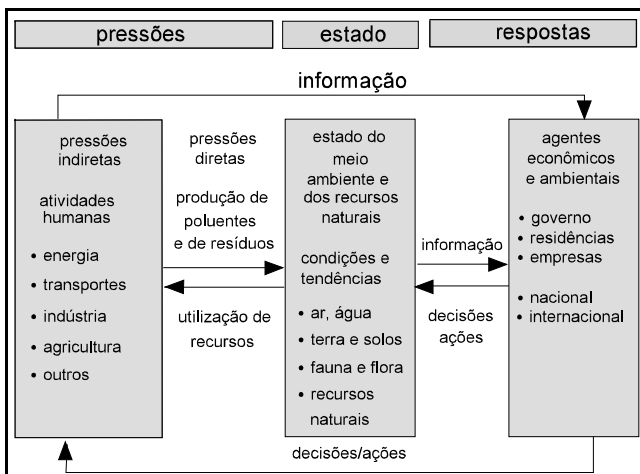 pressões
estado
respostas
informação
pressões
indiretas
atividades
humanas
• energia
• transportes
• indústria
• agricultura
• outros
pressões
diretas
produção de
poluentes
e de resíduos
utilização de
recursos
estado do
meio
ambiente e
dos recursos
naturais
condições e
tendências
• ar, água
• terra e solos
• fauna e flora
• recursos
naturais
informação
decisões
ações
agentes
econômicos
e ambientais
• governo
• residências
• empresas
• nacional
• internacional
decisões/ações